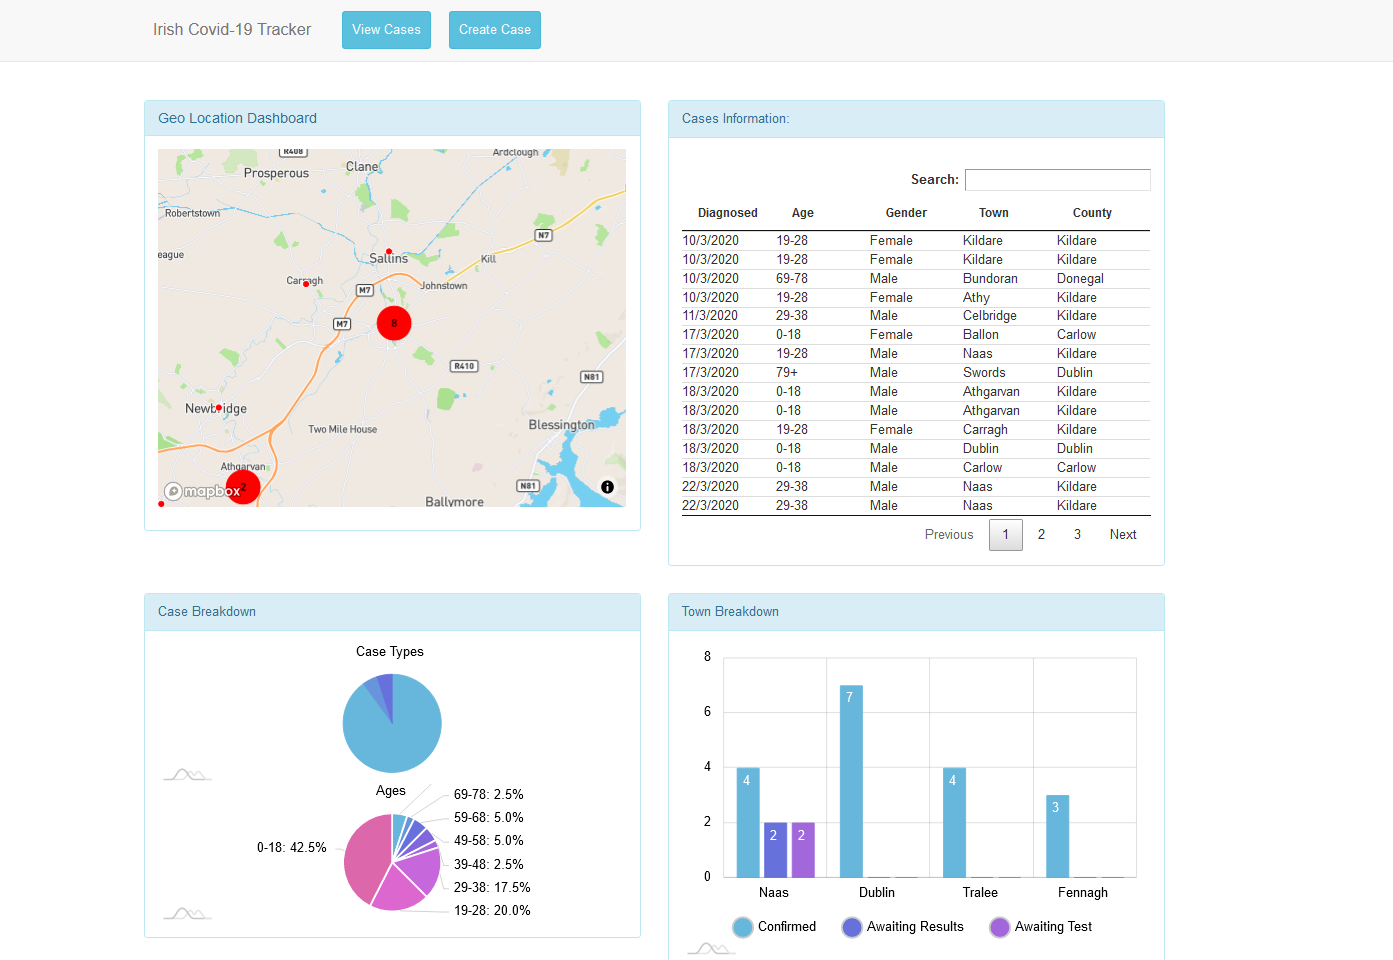 Irish Covid-19 Tracker
View Cases
Create Case
Geo Location Dashboard
R408
Ardclough
Clane
Prosperous
Robertstown
N7
eague
Sallins
Kill
Carragh
M7
Johnstown
8
M7
R410
N81
Newbridge
Two Mile House
Blessington
Athgarvan
mapbox
2
N81
Ballymore
Cases Information:
Search:
Diagnosed Age Gender Town County
10/3/2020 19-28 Female Kildare Kildare
10/3/2020 19-28 Female Kildare Kildare
10/3/2020 69-78 Male Bundoran Donegal
10/3/2020 19-28 Female Athy Kildare
11/3/2020 29-38 Male Celbridge Kildare
17/3/2020 0-18 Female Ballon Carlow
17/3/2020 19-28 Male Naas Kildare
17/3/2020 79+ Male Swords Dublin
18/3/2020 0-18 Male Athgarvan Kildare
18/3/2020 0-18 Male Athgarvan Kildare
18/3/2020 19-28 Female Carragh Kildare
18/3/2020 0-18 Male Dublin Dublin
18/3/2020 0-18 Male Carlow Carlow
22/3/2020 29-38 Male Naas Kildare
22/3/2020 29-38 Male Naas Kildare
Previous 1 2 3 Next
Case Breakdown
Case Types
Ages
69-78: 2.5%
59-68: 5.0%
49-58: 5.0%
0-18: 42.5%
39-48: 2.5%
29-38: 17.5%
19-28: 20.0%
Town Breakdown
8
6
4
2
0
4
2
2
7
4
3
Naas Dublin Tralee Fennagh
Confirmed Awaiting Results Awaiting Test